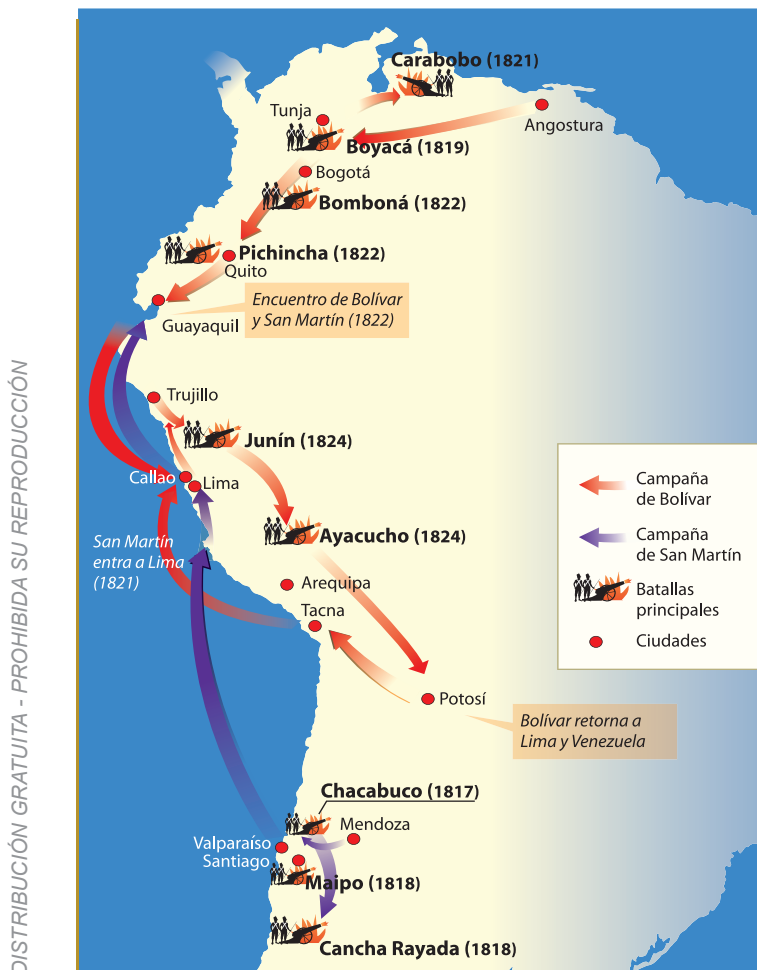 Carabobo (1821)
Tunja
Angostura
Boyacá (1819)
Bogotá
Bomboná (1822)
Pichincha (1822)
Quito
Encuentro de Bolívar
y San Martín (1822)
Guayaquil
Trujillo
Junín (1824)
Callao
Lima
Campaña
de Bolívar
San Martín
entra a Lima
(1821)
Ayacucho (1824)
Campaña
de San Martín
Arequipa
Batallas
principales
Tacna
Ciudades
Potosí
Bolívar retorna a
Lima y Venezuela
Chacabuco (1817)
Mendoza
Valparaíso
Santiago
Maipo (1818)
Cancha Rayada (1818)
DISTRIBUCIÓN GRATUITA - PROHIBIDA SU REPRODUCCIÓN